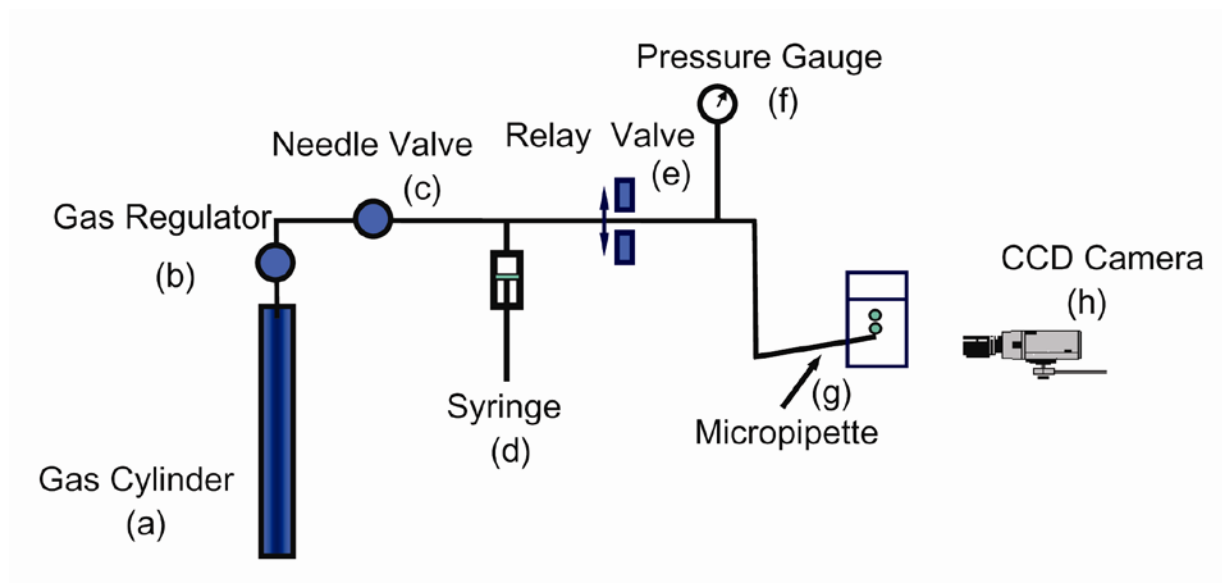 Pressure Gauge
(f)
Relay Valve
(e)
Needle Valve
(c)
Gas Regulator
(b)
CCD Camera
(h)
(g)
Micropipette
Syringe
(d)
Gas Cylinder
(a)